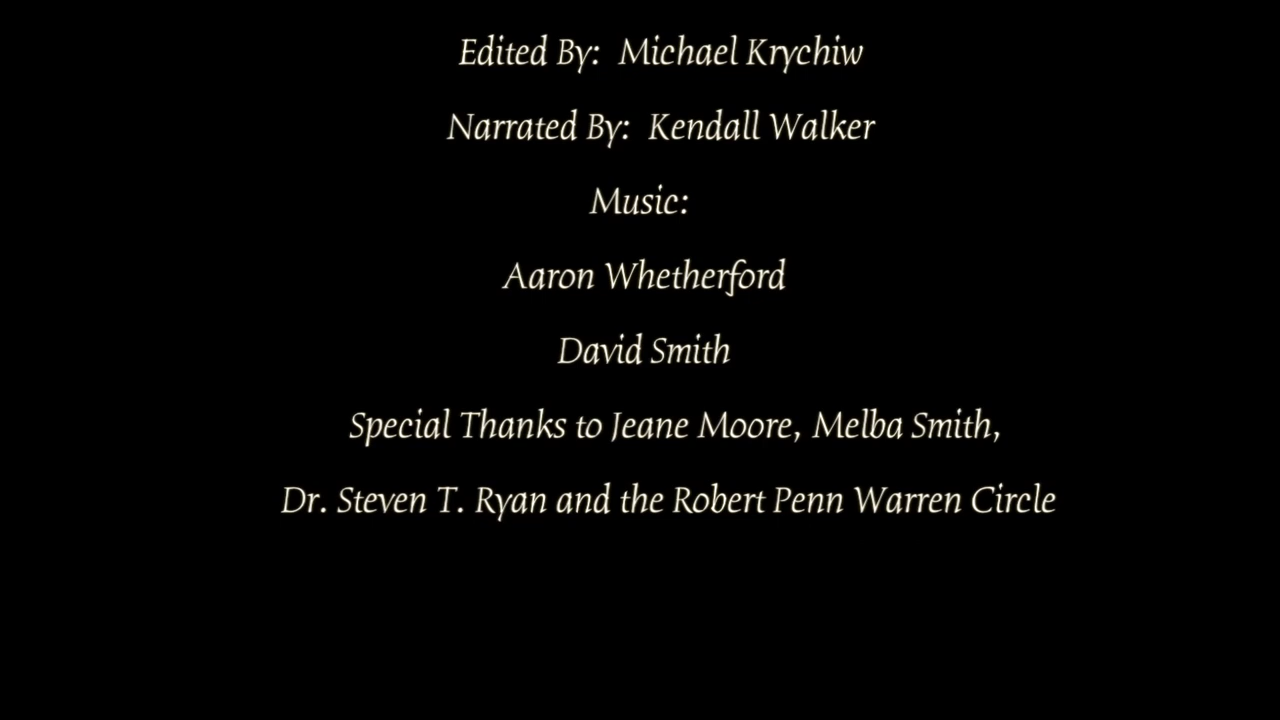 Edited By: Michael Krychiw
Narrated By: Kendall Walker
Music:
Aaron Whetherford
David Smith
Special Thanks to Jeane Moore, Melba Smith,
Dr. Steven T. Ryan and the Robert Penn Warren Circle